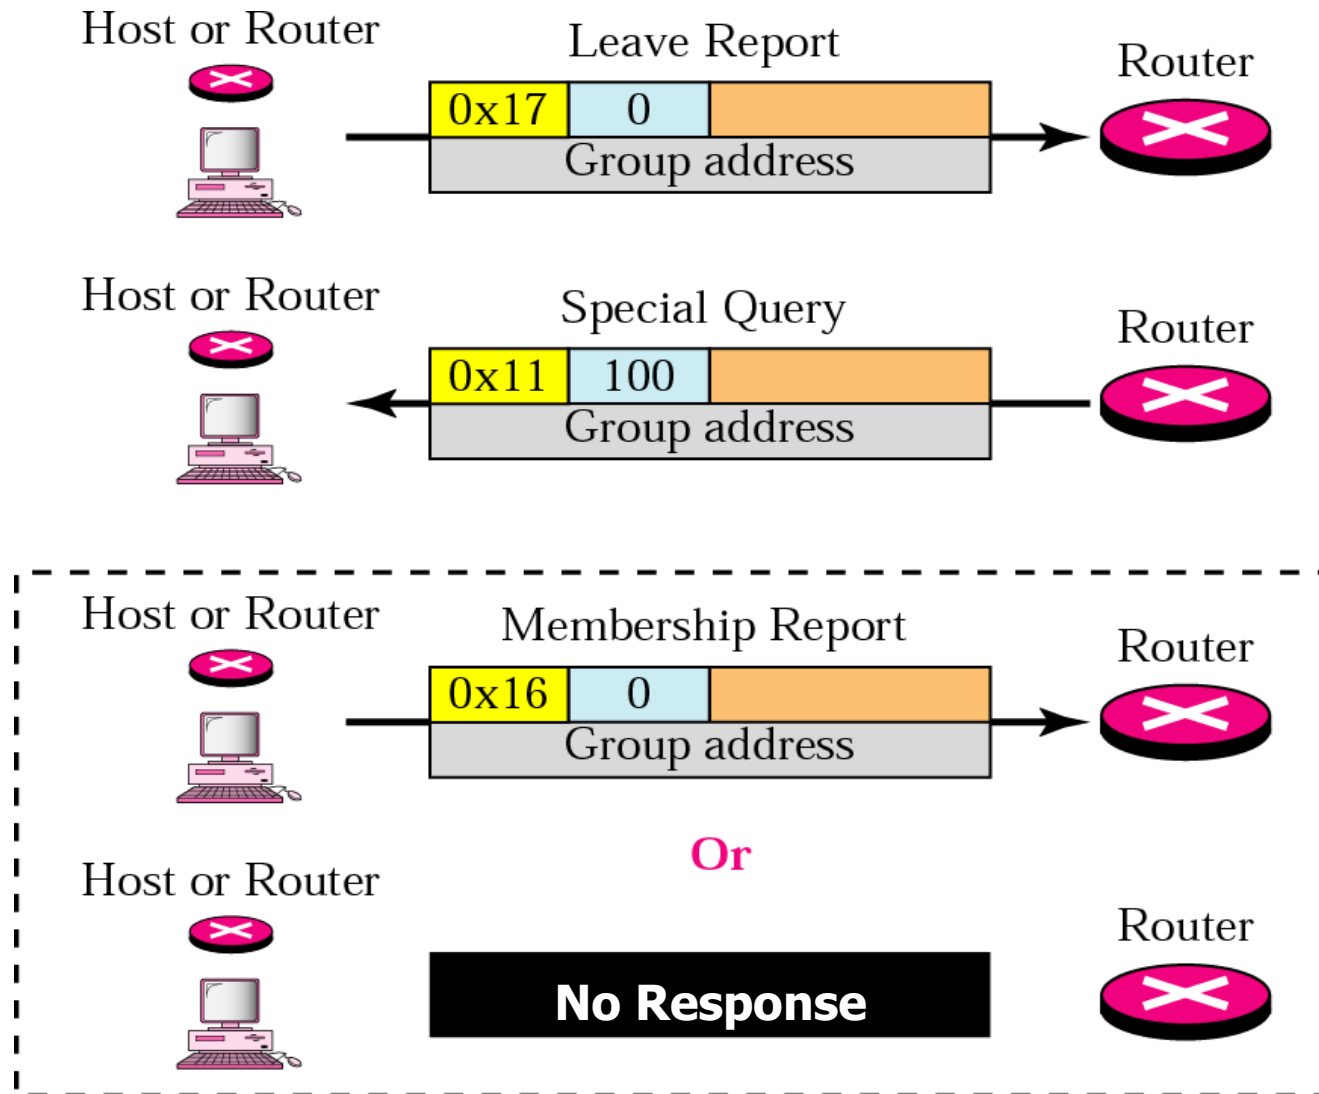 Host or Router
Leave Report
Router
0x17 0
Group address
Host or Router
Special Query
Router
0x11 100
Group address
Host or Router
Membership Report
Router
0x16 0
Group address
Or
Host or Router
Router
No Response